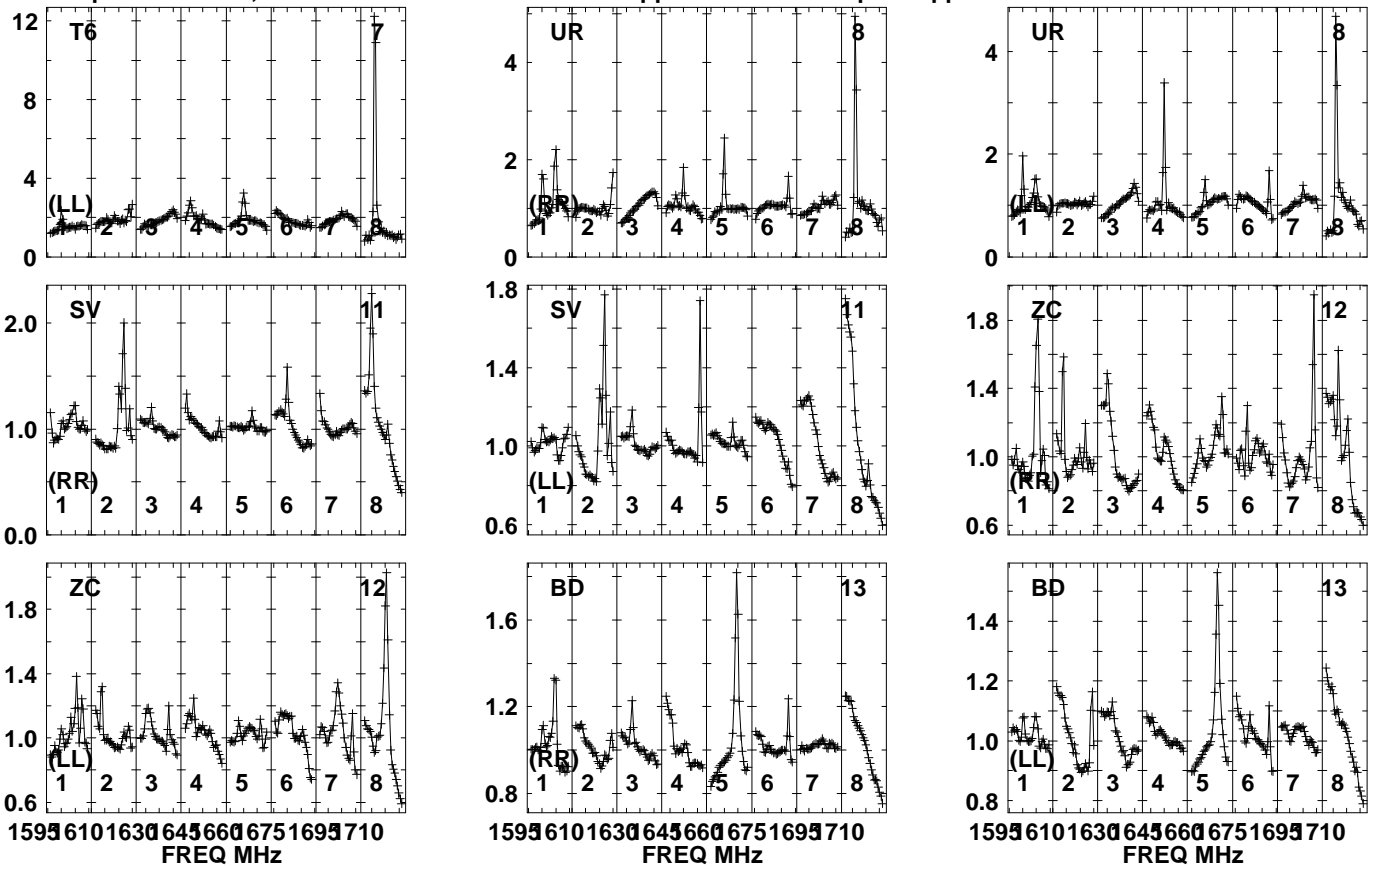 T6 7 UR 8 UR 8
12 10 8 6 4 2 0
(LL) 1 2 3 4 5 6 7 8
4 2 0
(RR) 1 2 3 4 5 6 7 8
4 2 0
(LL) 1 2 3 4 5 6 7 8
SV 11 SV 11 ZC 12
2.0 1.0 0.0
(RR) 1 2 3 4 5 6 7 8
1.8 1.4 1.0 0.6
(LL) 1 2 3 4 5 6 7 8
1.8 1.4 1.0 0.6
(RR) 1 2 3 4 5 6 7 8
ZC 12 BD 13 BD 13
1.8 1.4 1.0 0.6
(LL) 1 2 3 4 5 6 7 8
1.6 1.2 0.8
(RR) 1 2 3 4 5 6 7 8
1.4 1.2 1.0 0.8
(LL) 1 2 3 4 5 6 7 8
1595 1610 1630 1645 1660 1675 1695 1710
1595 1610 1630 1645 1660 1675 1695 1710
1595 1610 1630 1645 1660 1675 1695 1710
FREQ MHz FREQ MHz FREQ MHz